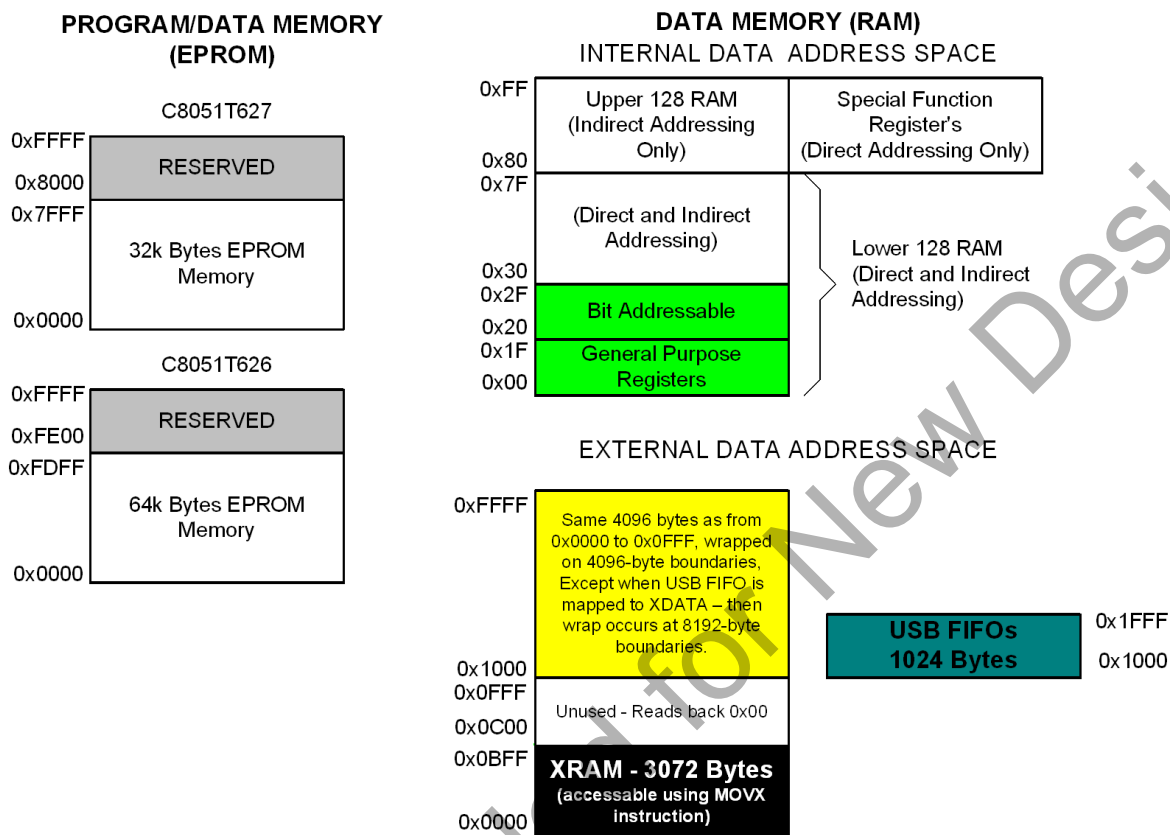 PROGRAM/DATA MEMORY
(EPROM)
C8051T627
0xFFFF
RESERVED
0x8000
0x7FFF
32k Bytes EPROM
Memory
0x0000
C8051T626
0xFFFF
RESERVED
0xFE00
0xFDFF
64k Bytes EPROM
Memory
0x0000
DATA MEMORY (RAM)
INTERNAL DATA ADDRESS SPACE
0xFF
Upper 128 RAM
(Indirect Addressing
Only)
0x80
Special Function
Register's
(Direct Addressing Only)
0x7F
(Direct and Indirect
Addressing)
0x30
0x2F
Bit Addressable
0x20
0x1F
General Purpose
Registers
0x00
Lower 128 RAM
(Direct and Indirect
Addressing)
EXTERNAL DATA ADDRESS SPACE
0xFFFF
Same 4096 bytes as from
0x0000 to 0x0FFF, wrapped
on 4096-byte boundaries,
Except when USB FIFO is
mapped to XDATA – then
wrap occurs at 8192-byte
boundaries.
0x1000
0x0FFF
Unused - Reads back 0x00
0x0C00
0x0BFF
XRAM - 3072 Bytes
(accessable using MOVX
instruction)
0x0000
USB FIFOs
1024 Bytes
0x1FFF
0x1000
for New Desi